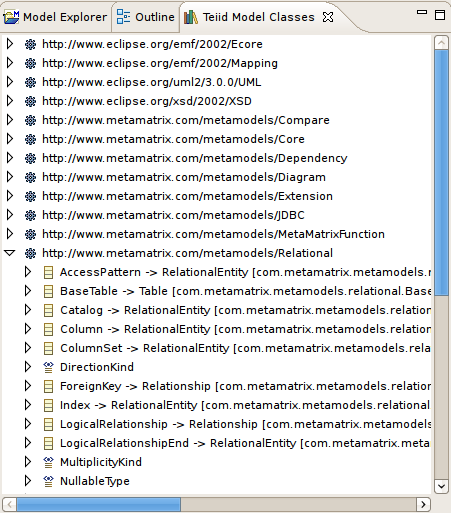 Model Explorer Outline Teiid Model Classes
http://www.eclipse.org/emf/2002/Ecore
http://www.eclipse.org/emf/2002/Mapping
http://www.eclipse.org/uml2/3.0.0/UML
http://www.eclipse.org/xsd/2002/XSD
http://www.metamatrix.com/metamodels/Compare
http://www.metamatrix.com/metamodels/Core
http://www.metamatrix.com/metamodels/Dependency
http://www.metamatrix.com/metamodels/Diagram
http://www.metamatrix.com/metamodels/Extension
http://www.metamatrix.com/metamodels/JDBC
http://www.metamatrix.com/metamodels/MetaMatrixFunction
http://www.metamatrix.com/metamodels/Relational
AccessPattern -> RelationalEntity [com.metamatrix.metamodels.r
BaseTable -> Table [com.metamatrix.metamodels.relational.Base
Catalog -> RelationalEntity [com.metamatrix.metamodels.relation
Column -> RelationalEntity [com.metamatrix.metamodels.relation
ColumnSet -> RelationalEntity [com.metamatrix.metamodels.rela
DirectionKind
ForeignKey -> Relationship [com.metamatrix.metamodels.relation
Index -> RelationalEntity [com.metamatrix.metamodels.relational
LogicalRelationship -> Relationship [com.metamatrix.metamodels
LogicalRelationshipEnd -> RelationalEntity [com.metamatrix.meta
MultiplicityKind
NullableType